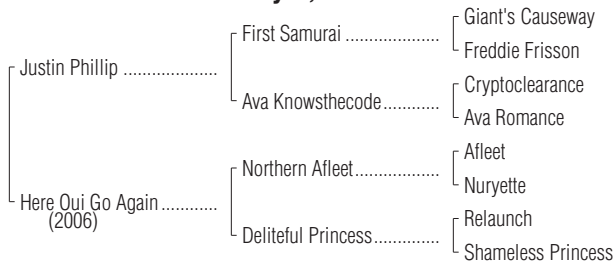 First Samurai ..................
Giant's Causeway
Freddie Frisson
Justin Phillip ...................
Ava Knowsthecode...........
Cryptoclearance
Ava Romance
Northern Afleet................
Afleet
Nuryette
Here Oui Go Again ...........
(2006)
Deliteful Princess.............
Relaunch
Shameless Princess